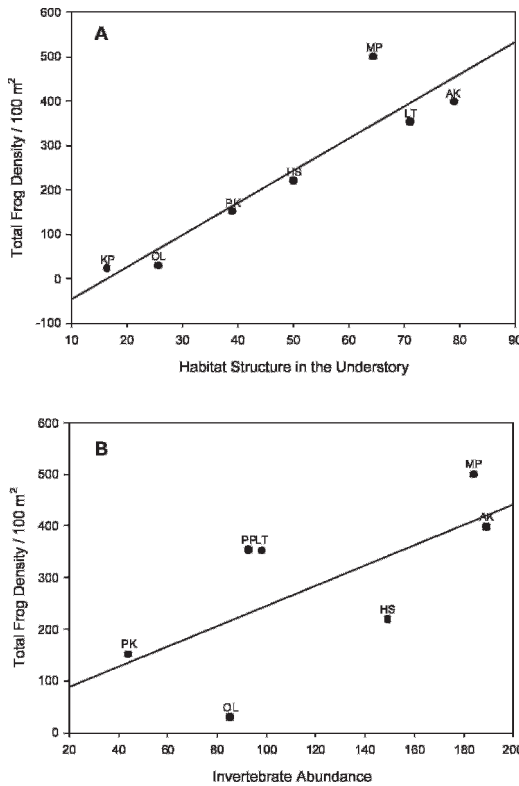 A
600
500
400
300
200
100
0
-100
Total Frog Density / 100 m²
MP
AK
LT
HS
PK
KP
OL
10 20 30 40 50 60 70 80 90
Habitat Structure in the Understory
B
600
500
400
300
200
100
0
Total Frog Density / 100 m²
MP
AK
PP LT
HS
PK
OL
20 40 60 80 100 120 140 160 180 200
Invertebrate Abundance